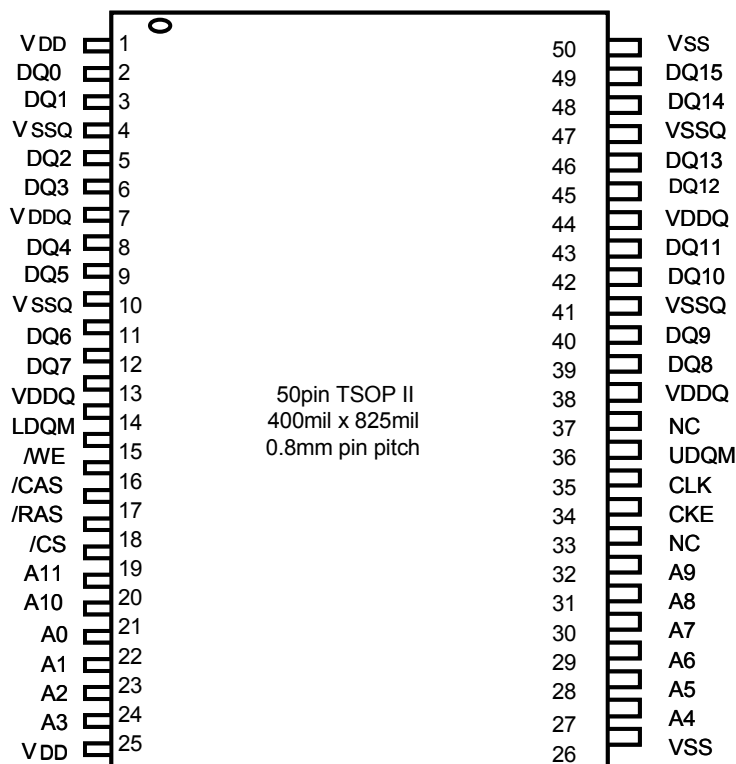 VDD 1 50 VSS
DQ0 2 49 DQ15
DQ1 3 48 DQ14
VSSQ 4 47 VSSQ
DQ2 5 46 DQ13
DQ3 6 45 DQ12
VDDQ 7 44 VDDQ
DQ4 8 43 DQ11
DQ5 9 42 DQ10
VSSQ 10 41 VSSQ
DQ6 11 40 DQ9
DQ7 12 39 DQ8
VDDQ 13 50pin TSOP II 38 VDDQ
LDQM 14 400mil x 825mil 37 NC
/WE 15 0.8mm pin pitch 36 UDQM
/CAS 16 35 CLK
/RAS 17 34 CKE
/CS 18 33 NC
A11 19 32 A9
A10 20 31 A8
A0 21 30 A7
A1 22 29 A6
A2 23 28 A5
A3 24 27 A4
VDD 25 26 VSS